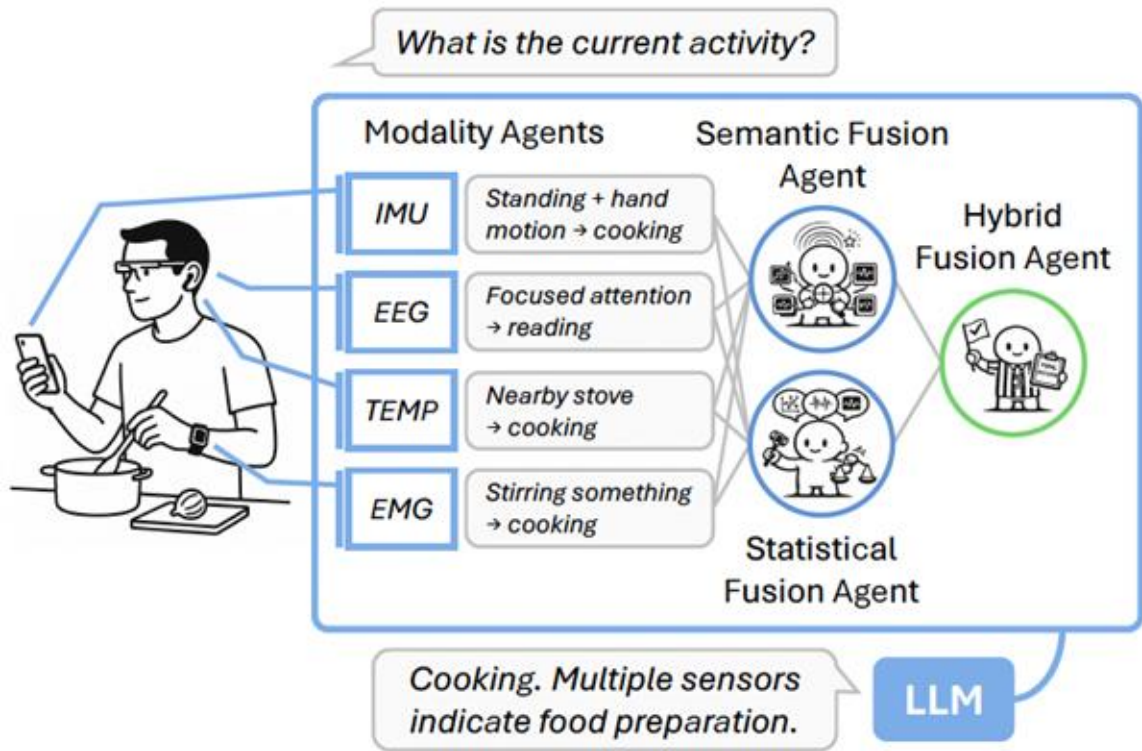 What is the current activity?
Modality Agents
Semantic Fusion
Agent
Hybrid
Fusion Agent
IMU
Standing + hand
motion → cooking
EEG
Focused attention
→ reading
TEMP
Nearby stove
→ cooking
EMG
Stirring something
→ cooking
Statistical
Fusion Agent
Cooking. Multiple sensors
indicate food preparation.
LLM